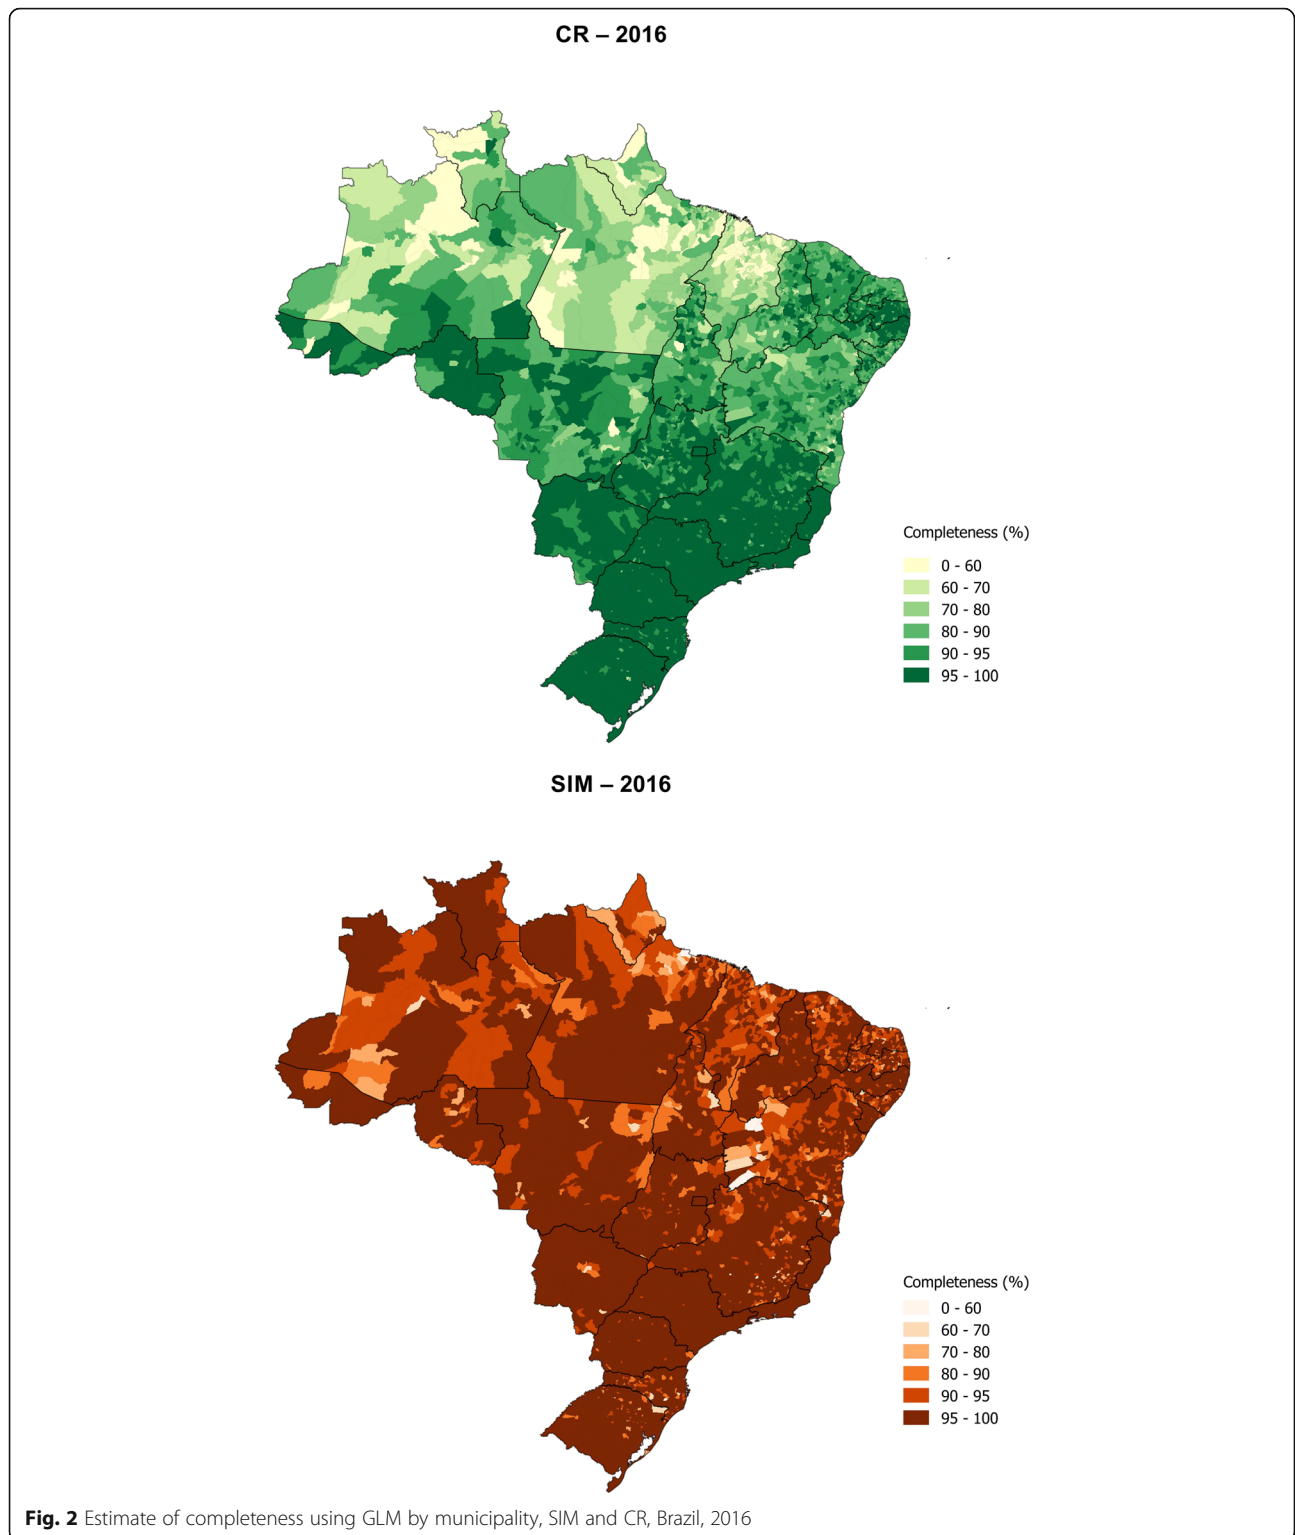 CR – 2016
Completeness (%)
0 - 60
60 - 70
70 - 80
80 - 90
90 - 95
95 - 100
SIM – 2016
Completeness (%)
0 - 60
60 - 70
70 - 80
80 - 90
90 - 95
95 - 100
Fig. 2 Estimate of completeness using GLM by municipality, SIM and CR, Brazil, 2016